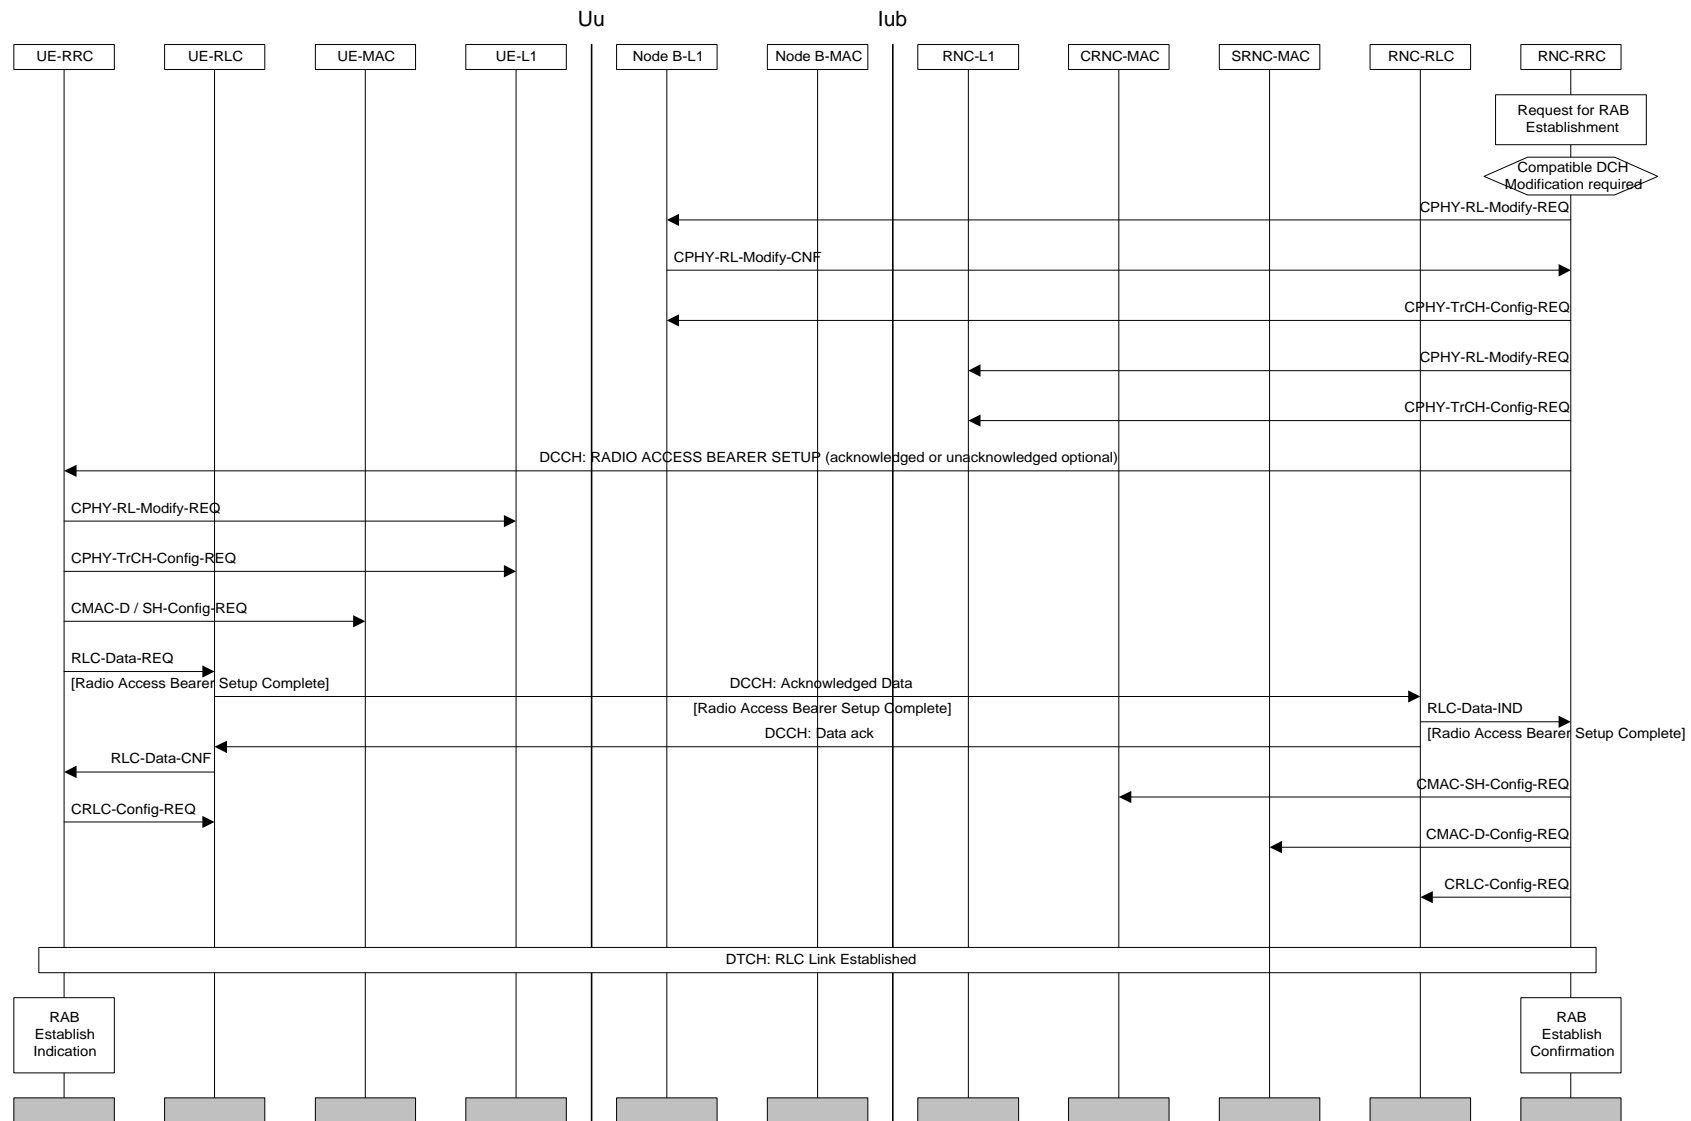 Uu
Iub
UE-RRC
UE-RLC
UE-MAC
UE-L1
Node B-L1
Node B-MAC
RNC-L1
CRNC-MAC
SRNC-MAC
RNC-RLC
RNC-RRC
Request for RAB
Establishment
Compatible DCH
Modification required
CPHY-RL-Modify-REQ
CPHY-RL-Modify-CNF
CPHY-TrCH-Config-REQ
CPHY-RL-Modify-REQ
CPHY-TrCH-Config-REQ
DCCH: RADIO ACCESS BEARER SETUP (acknowledged or unacknowledged optional)
CPHY-RL-Modify-REQ
CPHY-TrCH-Config-REQ
CMAC-D / SH-Config-REQ
RLC-Data-REQ
[Radio Access Bearer Setup Complete]
DCCH: Acknowledged Data
[Radio Access Bearer Setup Complete]
RLC-Data-IND
[Radio Access Bearer Setup Complete]
DCCH: Data ack
RLC-Data-CNF
CMAC-SH-Config-REQ
CRLC-Config-REQ
CMAC-D-Config-REQ
CRLC-Config-REQ
DTCH: RLC Link Established
RAB
Establish
Indication
RAB
Establish
Confirmation